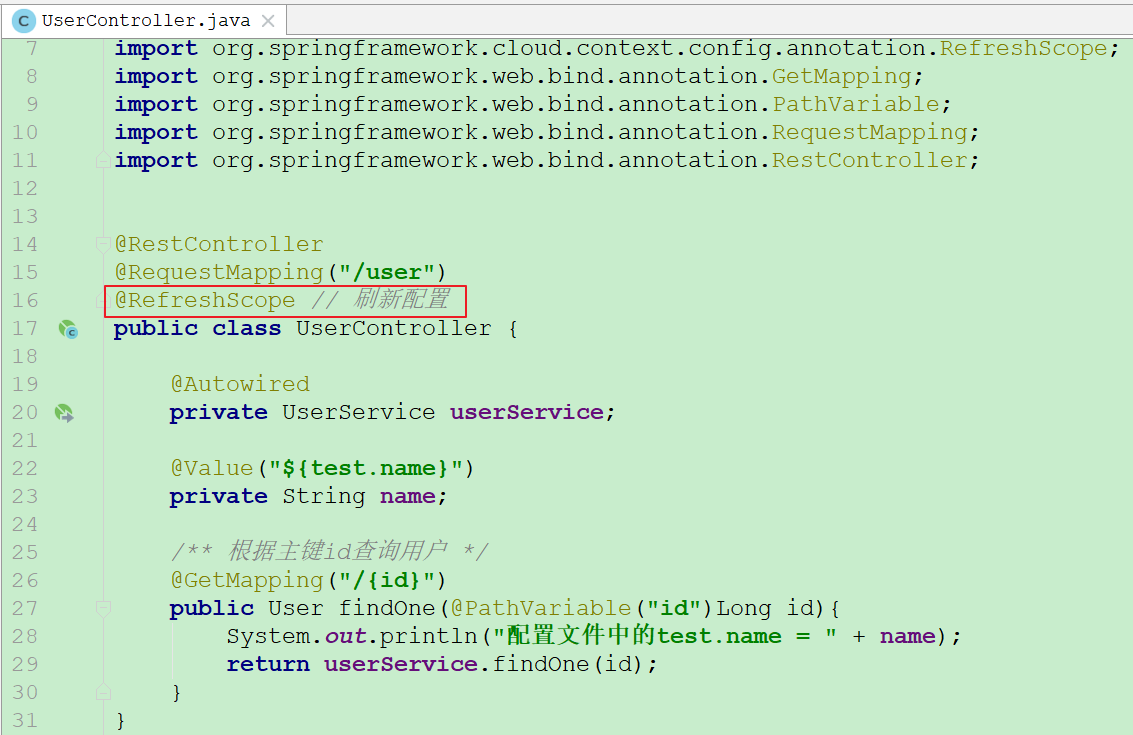 UserController.java
7 import org.springframework.cloud.context.config.annotation.RefreshScope;
8 import org.springframework.web.bind.annotation.GetMapping;
9 import org.springframework.web.bind.annotation.PathVariable;
10 import org.springframework.web.bind.annotation.RequestMapping;
11 import org.springframework.web.bind.annotation.RestController;
12
13
14 @RestController
15 @RequestMapping("/user")
16 @RefreshScope // 刷新配置
17 public class UserController {
18
19 @Autowired
20 private UserService userService;
21
22 @Value("${test.name}")
23 private String name;
24
25 /** 根据主键id查询用户 */
26 @GetMapping("/{id}")
27 public User findOne(@PathVariable("id")Long id){
28 System.out.println("配置文件中的test.name = " + name);
29 return userService.findOne(id);
30 }
31 }